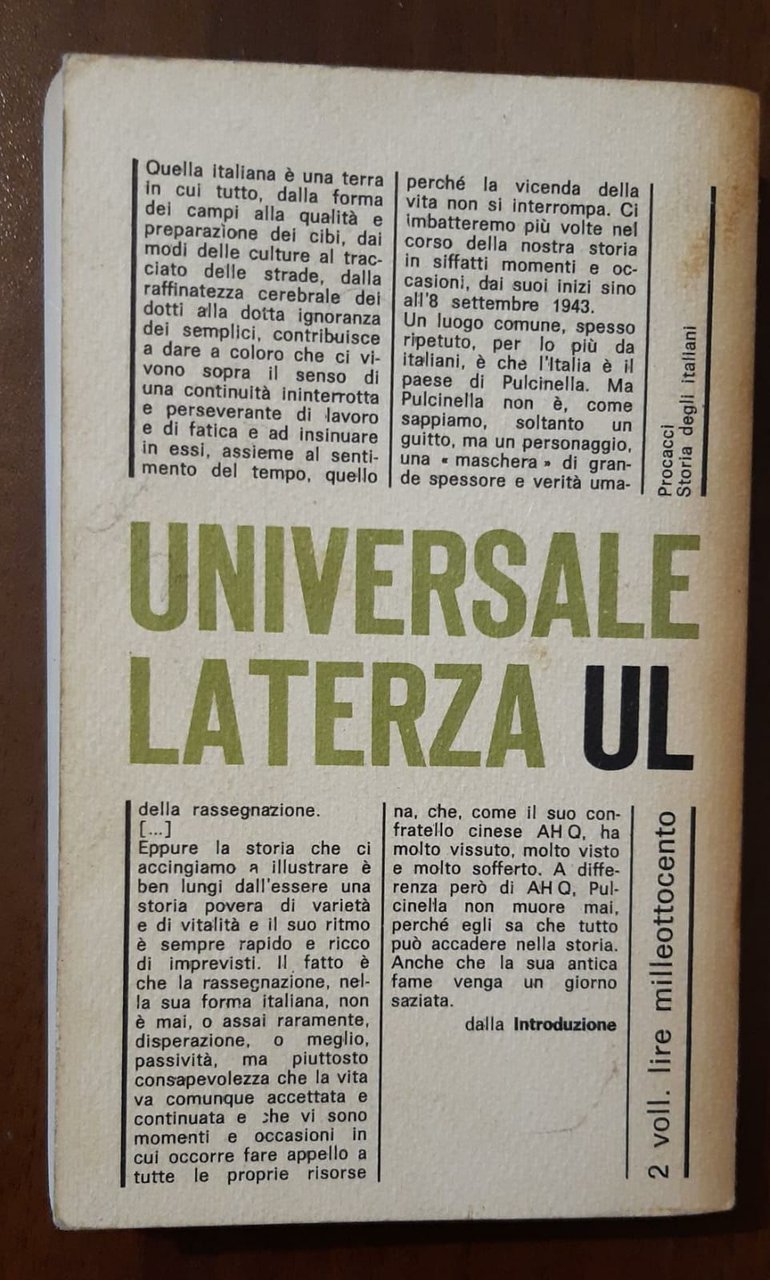 Quella italiana è una terra
in cui tutto, dalla forma
dei campi alla qualità e
preparazione dei cibi, dai
modi delle culture al trac-
ciato delle strade, dalla
raffinatezza cerebrale dei
dotti alla dotta ignoranza
dei semplici, contribuisce
a dare a coloro che ci vi-
vono sopra il senso di
una continuità ininterrotta
e perseverante di lavoro
e di fatica e ad insinuare
in essi, assieme al senti-
mento del tempo, quello
della rassegnazione.
[...]
Eppure la storia che ci
accingiamo a illustrare è
ben lungi dall'essere una
storia povera di varietà
e di vitalità e il suo ritmo
è sempre rapido e ricco
di imprevisti. Il fatto è
che la rassegnazione, nel-
la sua forma italiana, non
è mai, o assai raramente,
disperazione, o meglio,
passività, ma piuttosto
consapevolezza che la vita
va comunque accettata e
continuata e che vi sono
momenti e occasioni in
cui occorre fare appello a
tutte le proprie risorse
perché la vicenda della
vita non si interrompa. Ci
imbatteremo più volte nel
corso della nostra storia
in siffatti momenti e oc-
casioni, dai suoi inizi sino
all'8 settembre 1943.
Un luogo comune, spesso
ripetuto, per lo più da
italiani, è che l'Italia è il
paese di Pulcinella. Ma
Pulcinella non è, come
sappiamo, soltanto un
guitto, ma un personaggio,
una « maschera » di gran-
de spessore e verità uma-
na, che, come il suo con-
fratello cinese AH Q, ha
molto vissuto, molto visto
e molto sofferto. A diffe-
renza però di AH Q, Pul-
cinella non muore mai,
perché egli sa che tutto
può accadere nella storia.
Anche che la sua antica
fame venga un giorno
saziata.
dalla Introduzione
Procacci
Storia degli italiani
UNIVERSALE
LATERZA UL
2 voll. lire milleottocento